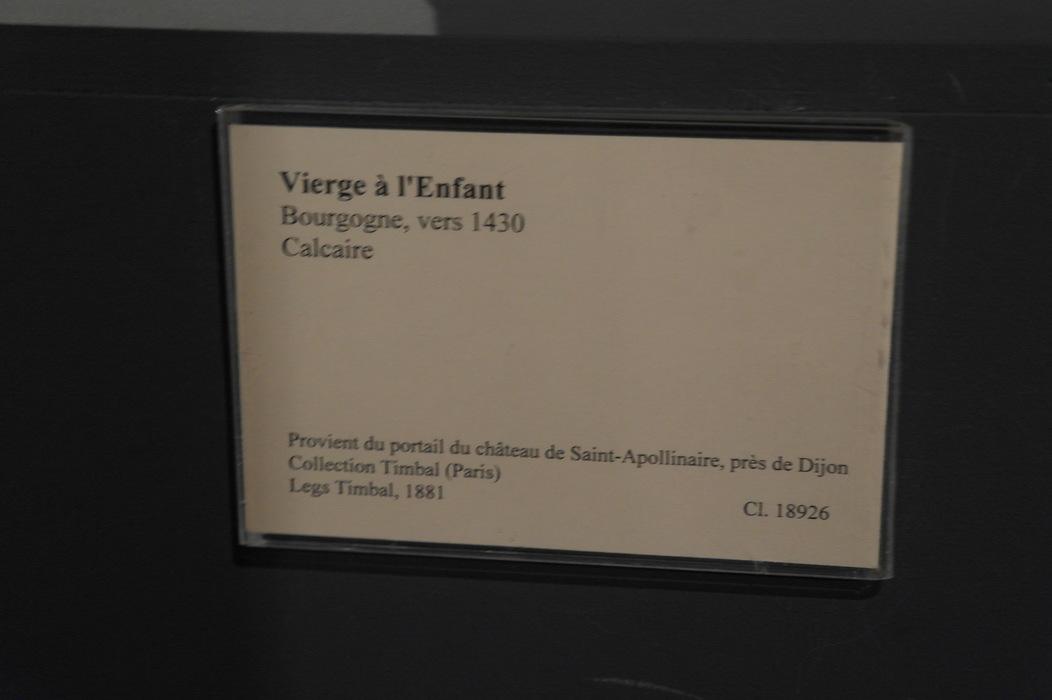 Vierge à l'Enfant
Bourgogne, vers 1430
Calcaire
Provient du portail du château de Saint-Apollinaire, près de Dijon
Collection Timbal (Paris)
Legs Timbal, 1881
Cl. 18926